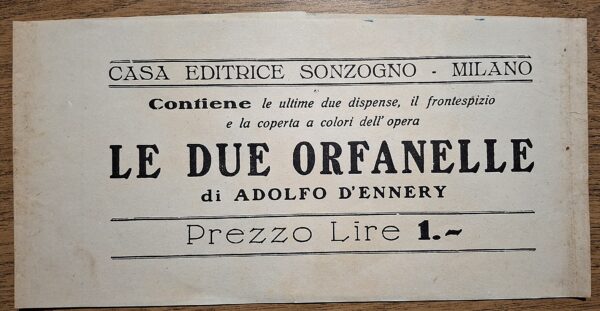 CASA EDITRICE SONZOGNO - MILANO
Contiene le ultime due dispense, il frontespizio
e la coperta a colori dell'opera
LE DUE ORFANELLE
di ADOLFO D'ENNERY
Prezzo Lire 1.-